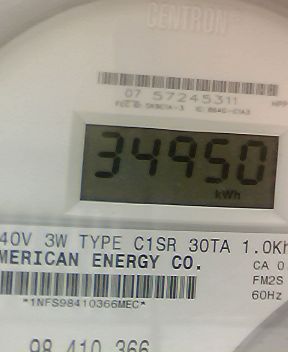 CENTRON
07 57245311
34950
kWh
40V 3W TYPE C1SR 30TA 1.0Kh
MERICAN ENERGY CO.
CA 0
FM2S
*1NFS98410366MEC*
60Hz
98 410 366